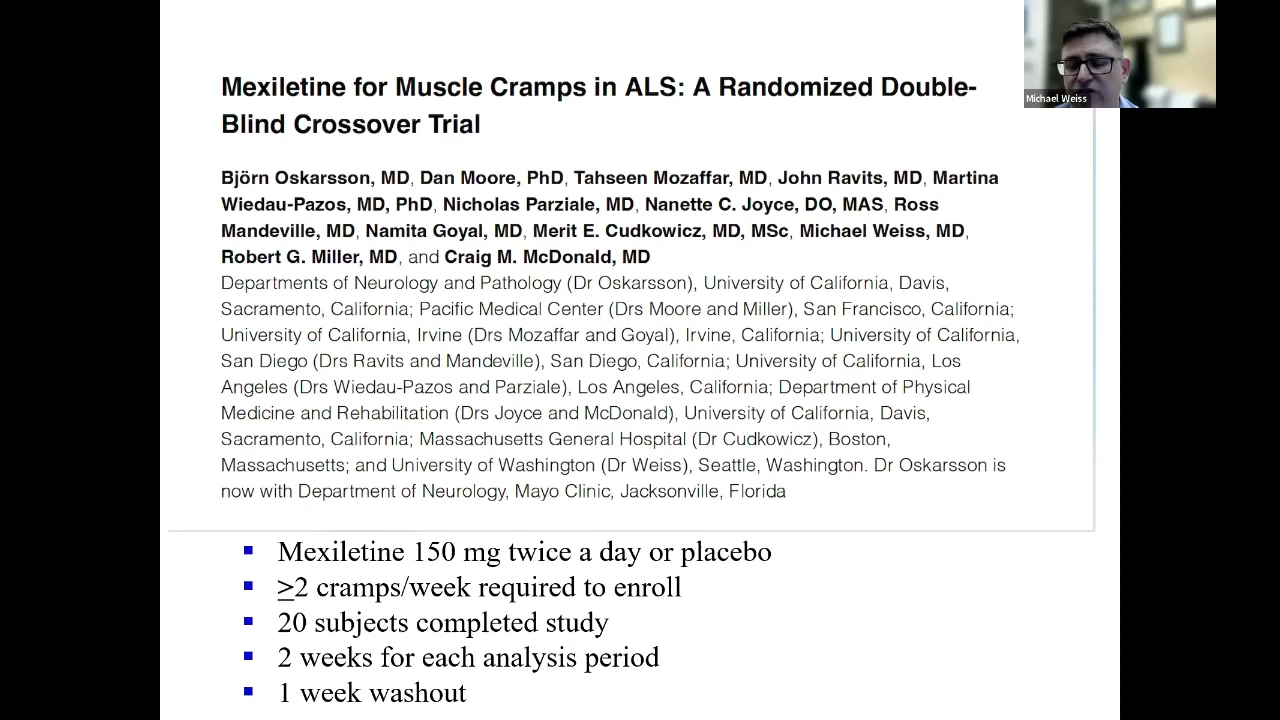 Mexiletine for Muscle Cramps in ALS: A Randomized Double-
Blind Crossover Trial
Michael Weiss
Björn Oskarsson, MD, Dan Moore, PhD, Tahseen Mozaffar, MD, John Ravits, MD, Martina
Wiedau-Pazos, MD, PhD, Nicholas Parziale, MD, Nanette C. Joyce, DO, MAS, Ross
Mandeville, MD, Namita Goyal, MD, Merit E. Cudkowicz, MD, MSc, Michael Weiss, MD,
Robert G. Miller, MD, and Craig M. McDonald, MD
Departments of Neurology and Pathology (Dr Oskarsson), University of California, Davis,
Sacramento, California; Pacific Medical Center (Drs Moore and Miller), San Francisco, California;
University of California, Irvine (Drs Mozaffar and Goyal), Irvine, California; University of California,
San Diego (Drs Ravits and Mandeville), San Diego, California; University of California, Los
Angeles (Drs Wiedau-Pazos and Parziale), Los Angeles, California; Department of Physical
Medicine and Rehabilitation (Drs Joyce and McDonald), University of California, Davis,
Sacramento, California; Massachusetts General Hospital (Dr Cudkowicz), Boston,
Massachusetts; and University of Washington (Dr Weiss), Seattle, Washington. Dr Oskarsson is
now with Department of Neurology, Mayo Clinic, Jacksonville, Florida
▪ Mexiletine 150 mg twice a day or placebo
▪ ≥2 cramps/week required to enroll
▪ 20 subjects completed study
▪ 2 weeks for each analysis period
▪ 1 week washout